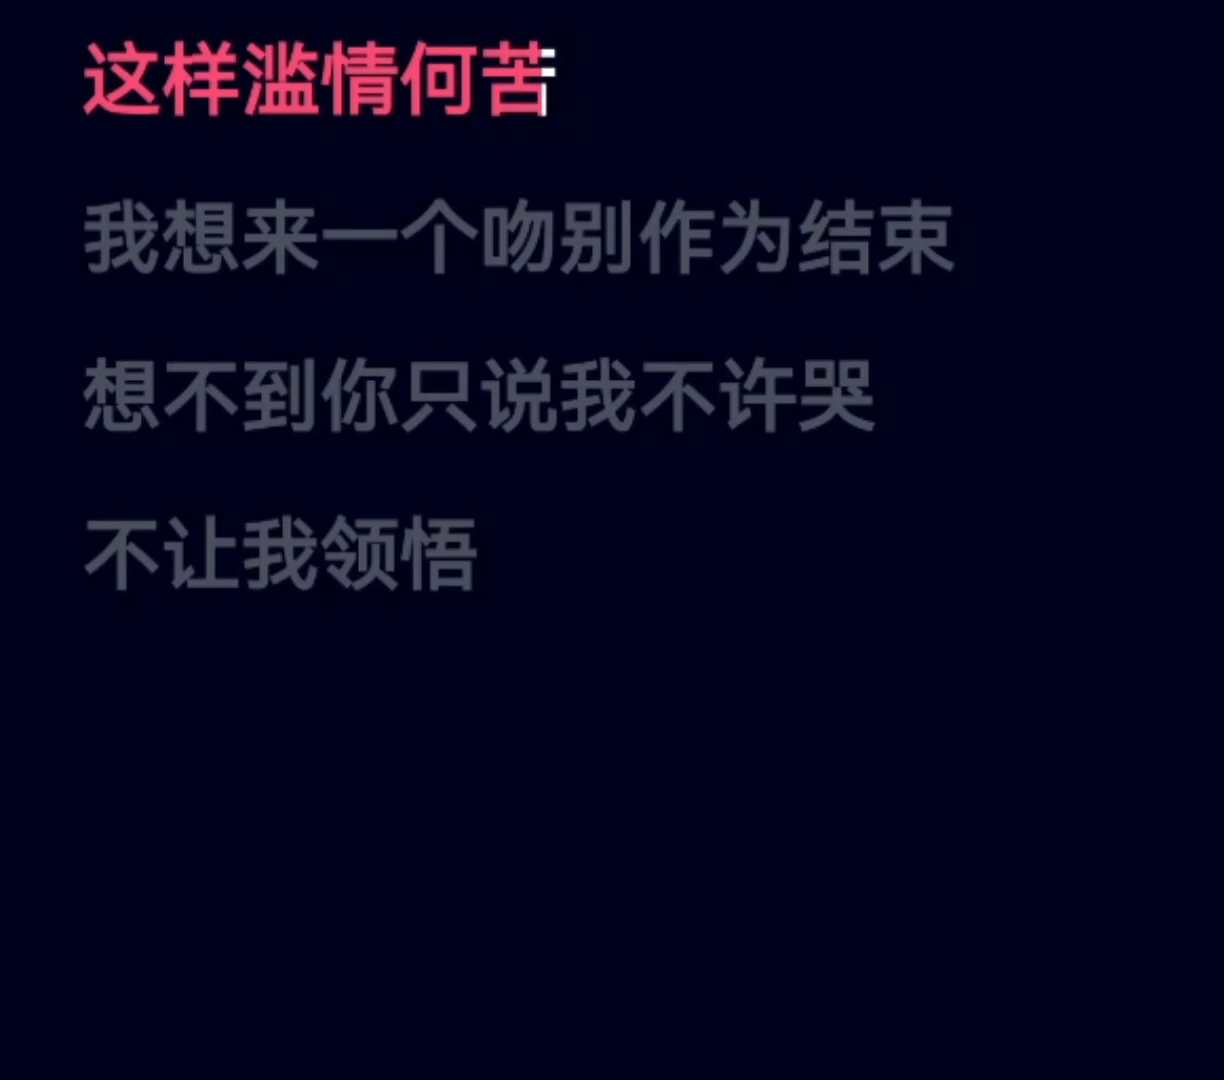 这样滥情何苦
我想来一个吻别作为结束
想不到你只说我不许哭
不让我领悟